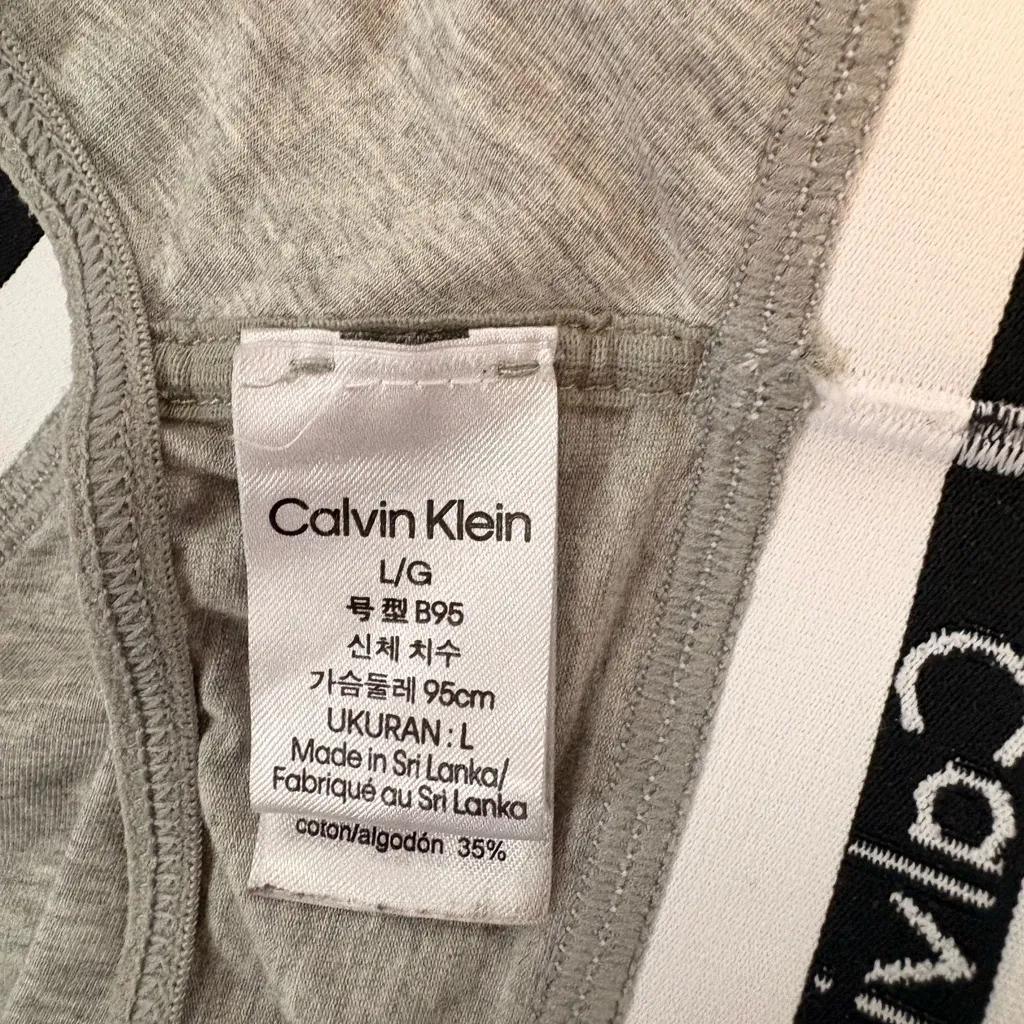 Calvin Klein
L/G
号型 B95
신체 치수
가슴둘레 95cm
UKURAN : L
Made in Sri Lanka/
Fabriqué au Sri Lanka
coton/algodón 35%
Calvi